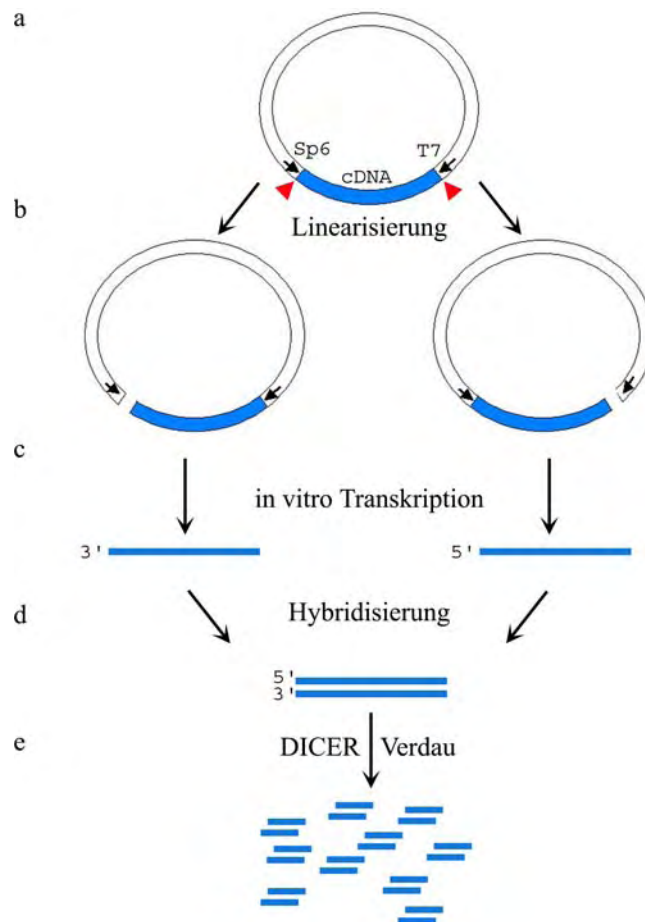 a
Sp6 T7
cDNA
b
Linearisierung
c
in vitro Transkription
3' 5'
d
Hybridisierung
5'
3'
e
DICER Verdau